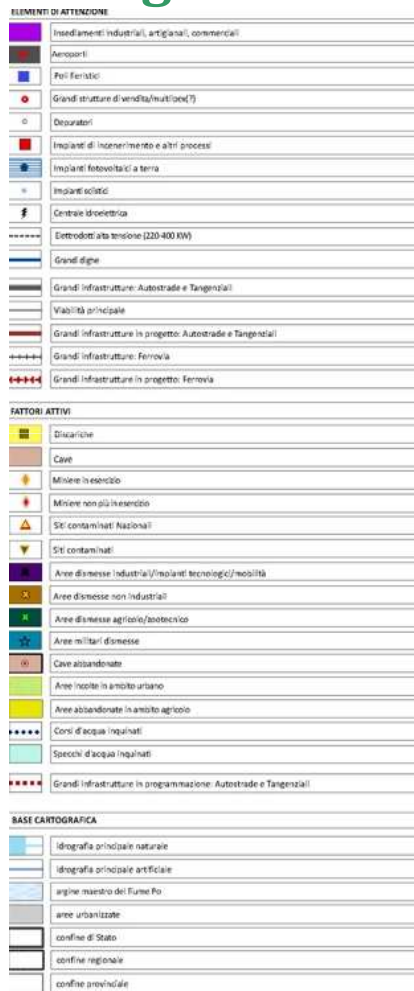 ELEMENTI DI ATTENZIONE
Insediamenti industriali, artigianali, commerciali
Aeroporti
Poli fieristici
Grandi strutture di vendita/multipex(?)
Depuratori
Impianti di incenerimento e altri processi
Impianti fotovoltaici a terra
Impianti sciistici
Centrale idroelettrica
Elettrodotti alta tensione (220-400 KW)
Grandi dighe
Grandi infrastrutture: Autostrade e Tangenziali
Viabilità principale
Grandi infrastrutture in progetto: Autostrade e Tangenziali
Grandi infrastrutture: Ferrovia
Grandi infrastrutture in progetto: Ferrovia
FATTORI ATTIVI
Discariche
Cave
Miniere in esercizio
Miniere non più in esercizio
Siti contaminati Nazionali
Siti contaminati
Aree dismesse industriali/impianti tecnologici/mobilità
Aree dismesse non industriali
Aree dismesse agricolo/zootecnico
Aree militari dismesse
Cave abbandonate
Aree incolte in ambito urbano
Aree abbandonate in ambito agricolo
Corsi d'acqua inquinati
Specchi d'acqua inquinati
Grandi infrastrutture in programmazione: Autostrade e Tangenziali
BASE CARTOGRAFICA
idrografia principale naturale
idrografia principale artificiale
argine maestro del Fiume Po
aree urbanizzate
confine di Stato
confine regionale
confine provinciale